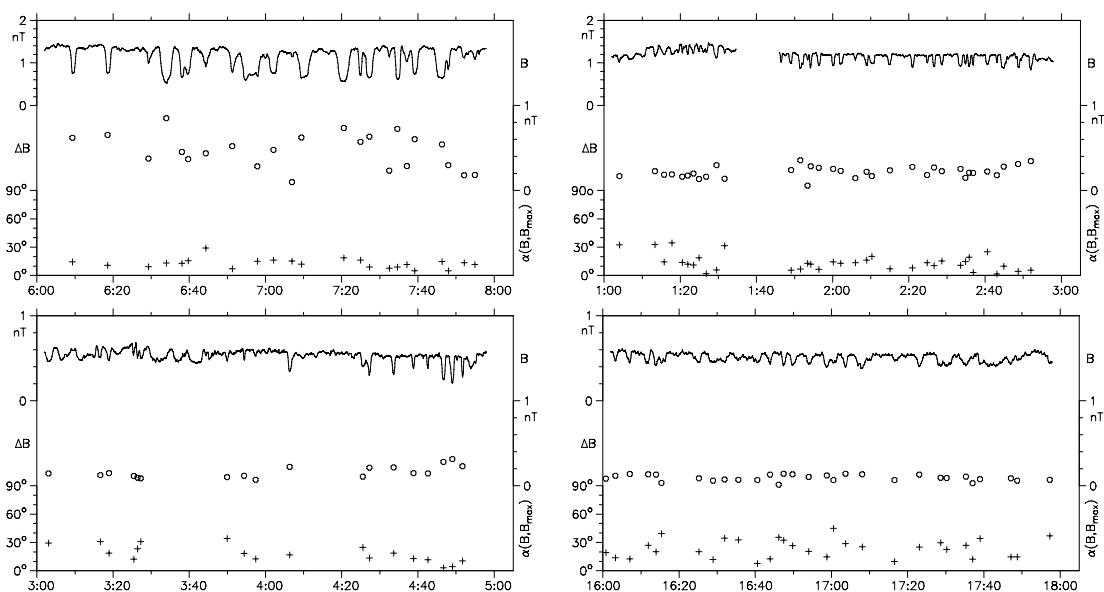 2
nT
1
B
0
1
nT
ΔB
0
90°
60°
30°
0°
α(B,Bmax)
6:00 6:20 6:40 7:00 7:20 7:40 8:00
2
nT
1
B
0
1
nT
ΔB
0
90o
60°
30°
0°
α(B,Bmax)
1:00 1:20 1:40 2:00 2:20 2:40 3:00
1
nT
B
0
1
nT
ΔB
0
90°
60°
30°
0°
α(B,Bmax)
3:00 3:20 3:40 4:00 4:20 4:40 5:00
1
nT
B
0
1
nT
ΔB
0
90°
60°
30°
0°
α(B,Bmax)
16:00 16:20 16:40 17:00 17:20 17:40 18:00